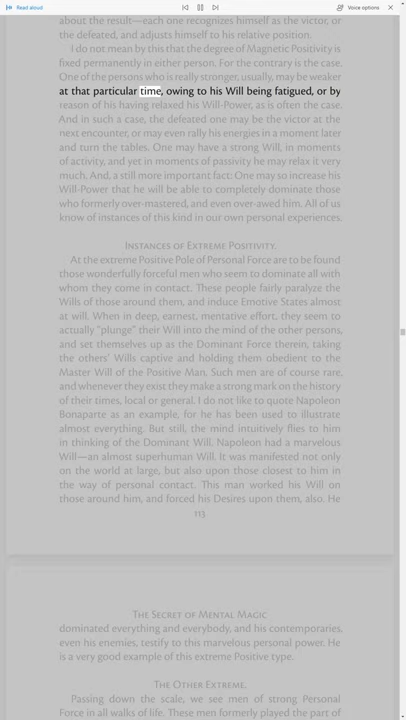 Read aloud
Voice options
about the result—each one recognizes himself as the victor, or
the defeated, and adjusts himself to his relative position.
I do not mean by this that the degree of Magnetic Positivity is
fixed permanently in either person. For the contrary is the case.
One of the persons who is really stronger, usually, may be weaker
at that particular time, owing to his Will being fatigued, or by
reason of his having relaxed his Will-Power, as is often the case.
And in such a case, the defeated one may be the victor at the
next encounter, or may even rally his energies in a moment later
and turn the tables. One may have a strong Will, in moments
of activity, and yet in moments of passivity he may relax it very
much. And, a still more important fact: One may so increase his
Will-Power that he will be able to completely dominate those
who formerly over-mastered, and even over-awed him. All of us
know of instances of this kind in our own personal experiences.
Instances of Extreme Positivity.
At the extreme Positive Pole of Personal Force are to be found
those wonderfully forceful men who seem to dominate all with
whom they come in contact. These people fairly paralyze the
Wills of those around them, and induce Emotive States almost
at will. When in deep, earnest, mentative effort, they seem to
actually "plunge" their Will into the mind of the other persons,
and set themselves up as the Dominant Force therein, taking
the others' Wills captive and holding them obedient to the
Master Will of the Positive Man. Such men are of course rare,
and whenever they exist they make a strong mark on the history
of their times, local or general. I do not like to quote Napoleon
Bonaparte as an example, for he has been used to illustrate
almost everything. But still, the mind intuitively flies to him
in thinking of the Dominant Will. Napoleon had a marvelous
Will—an almost superhuman Will. It was manifested not only
on the world at large, but also upon those closest to him in
the way of personal contact. This man worked his Will on
those around him, and forced his Desires upon them, also. He
113
The Secret of Mental Magic
dominated everything and everybody, and his contemporaries,
even his enemies, testify to this marvelous personal power. He
is a very good example of this extreme Positive type.
The Other Extreme.
Passing down the scale, we see men of strong Personal
Force in all walks of life. These men formerly played the part of